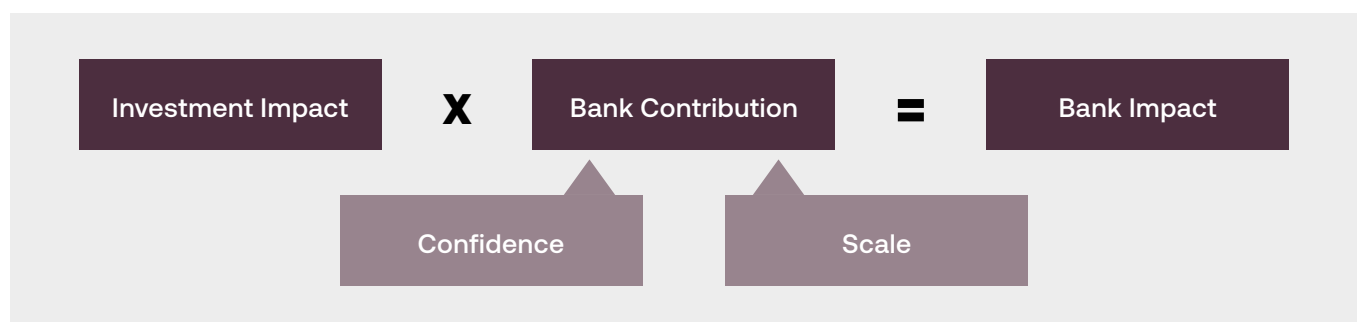 Investment Impact x Bank Contribution = Bank Impact
Confidence Scale